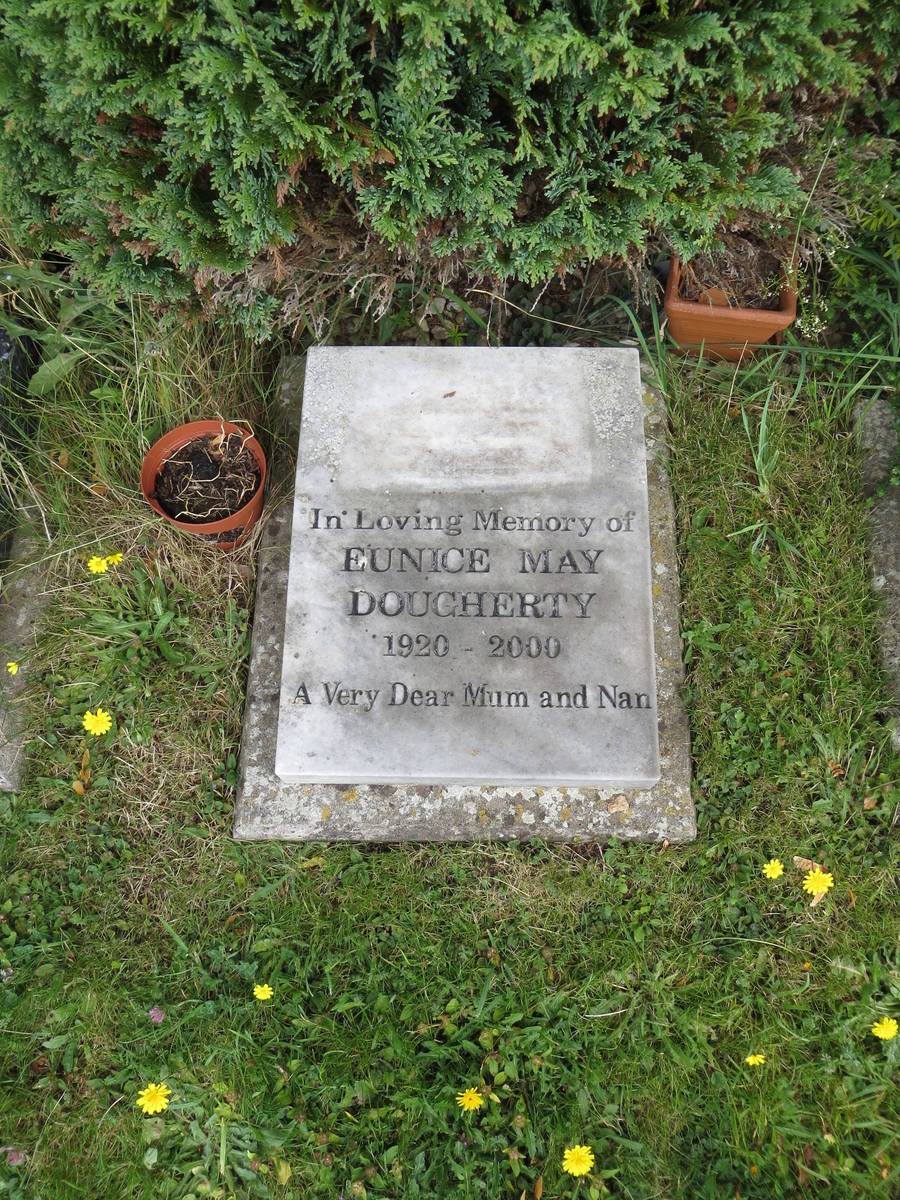 In Loving Memory of
EUNICE MAY
DOUGHERTY
1920 - 2000
A Very Dear Mum and Nan